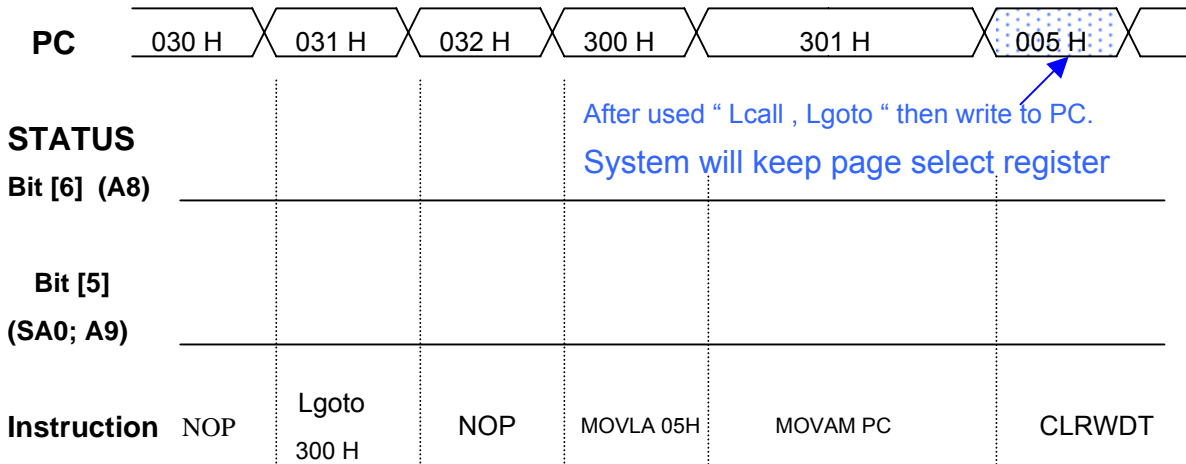 PC 030 H 031 H 032 H 300 H 301 H 005 H
After used “ Lcall , Lgoto “ then write to PC.
STATUS
System will keep page select register
Bit [6] (A8)
Bit [5]
(SA0; A9)
Instruction NOP Lgoto NOP MOVLA 05H MOVAM PC CLRWDT
300 H